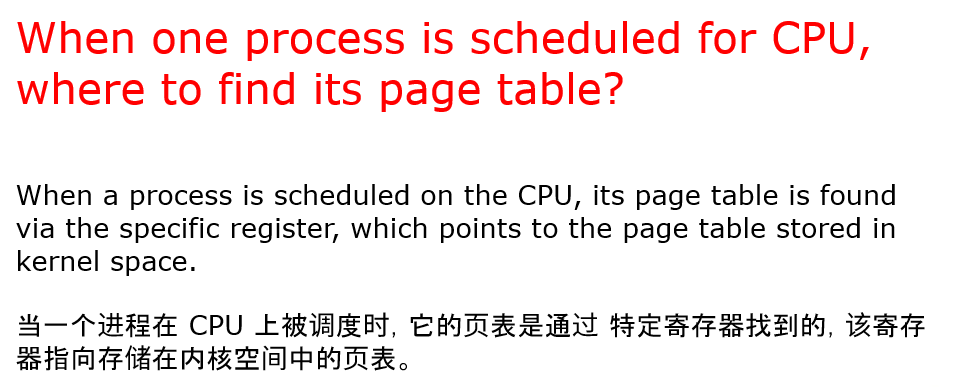 When one process is scheduled for CPU,
where to find its page table?
When a process is scheduled on the CPU, its page table is found
via the specific register, which points to the page table stored in
kernel space.
当一个进程在 CPU 上被调度时, 它的页表是通过 特定寄存器找到的, 该寄存
器指向存储在内核空间中的页表。